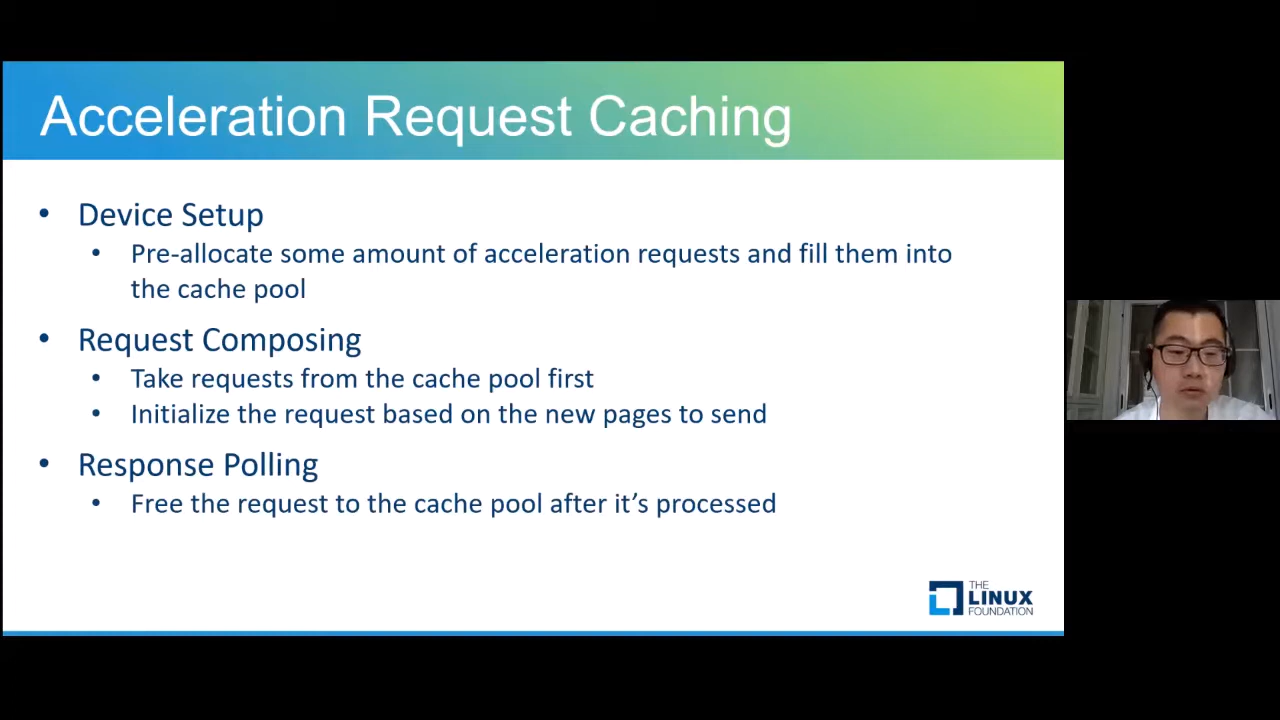 Acceleration Request Caching
• Device Setup
• Pre-allocate some amount of acceleration requests and fill them into
the cache pool
• Request Composing
• Take requests from the cache pool first
• Initialize the request based on the new pages to send
• Response Polling
• Free the request to the cache pool after it’s processed
THE
LINUX
FOUNDATION